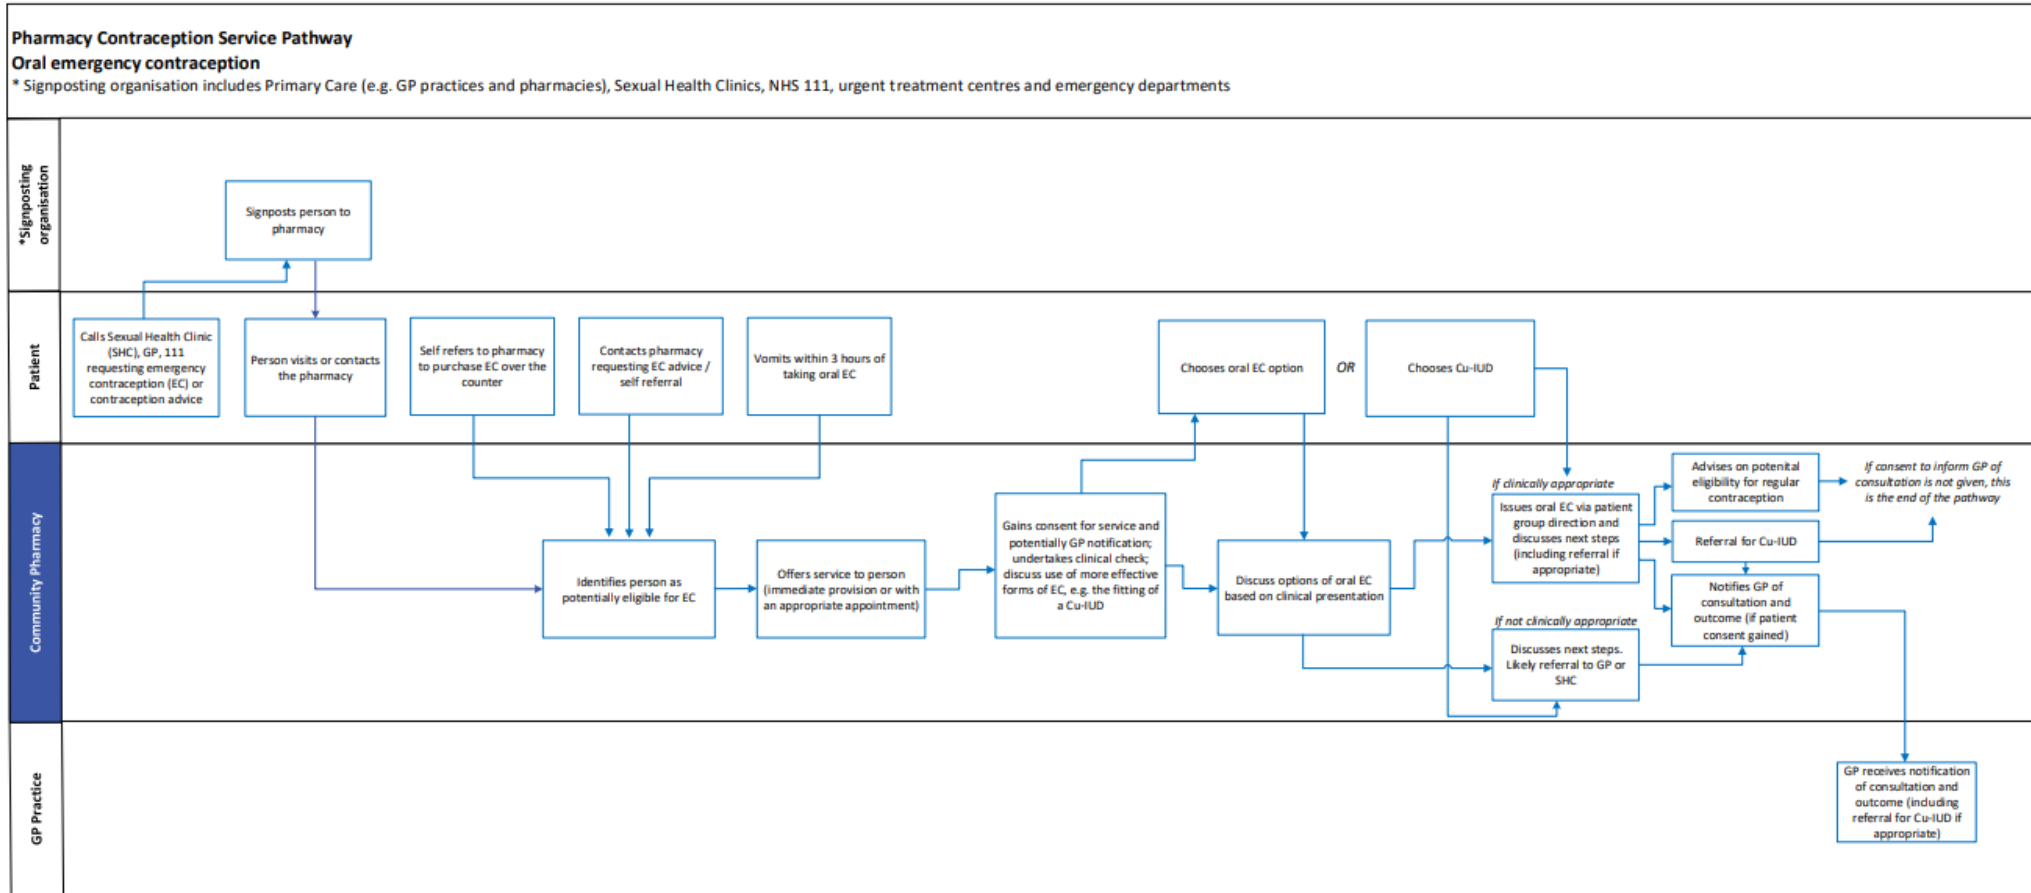 Pharmacy Contraception Service Pathway
Oral emergency contraception
* Signposting organisation includes Primary Care (e.g. GP practices and pharmacies), Sexual Health Clinics, NHS 111, urgent treatment centres and emergency departments
*Signposting
organisation
Signposts person to
pharmacy
Patient
Calls Sexual Health Clinic
(SHC), GP, 111
requesting emergency
contraception (EC) or
contraception advice
Person visits or contacts
the pharmacy
Self refers to pharmacy
to purchase EC over the
counter
Contacts pharmacy
requesting EC advice /
self referral
Vomits within 3 hours of
taking oral EC
Chooses oral EC option
OR
Chooses Cu-IUD
Community Pharmacy
Identifies person as
potentially eligible for EC
Offers service to person
(immediate provision or with
an appropriate appointment)
Gains consent for service and
potentially GP notification;
undertakes clinical check;
discuss use of more effective
forms of EC, e.g. the fitting of
a Cu-IUD
Discuss options of oral EC
based on clinical presentation
If clinically appropriate
Issues oral EC via patient
group direction and
discusses next steps
(including referral if
appropriate)
If not clinically appropriate
Discusses next steps.
Likely referral to GP or
SHC
Advises on potenital
eligibility for regular
contraception
Referral for Cu-IUD
Notifies GP of
consultation and
outcome (if patient
consent gained)
If consent to inform GP of
consultation is not given, this
is the end of the pathway
GP Practice
GP receives notification
of consultation and
outcome (including
referral for Cu-IUD if
appropriate)